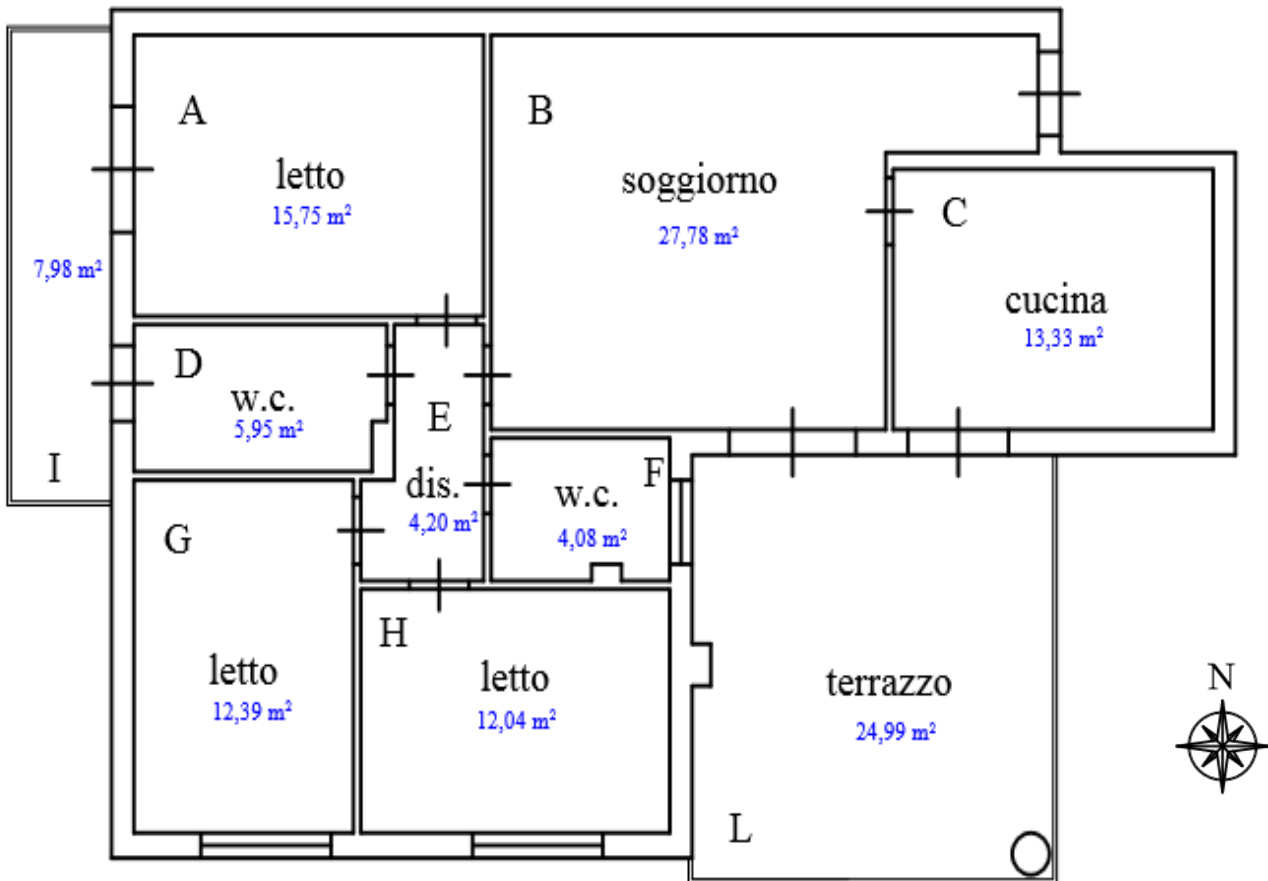 A
letto
15,75 m²
B
soggiorno
27,78 m²
C
cucina
13,33 m²
7,98 m²
I
D
w.c.
5,95 m²
E
dis.
4,20 m²
F
w.c.
4,08 m²
G
letto
12,39 m²
H
letto
12,04 m²
terrazzo
24,99 m²
L
N